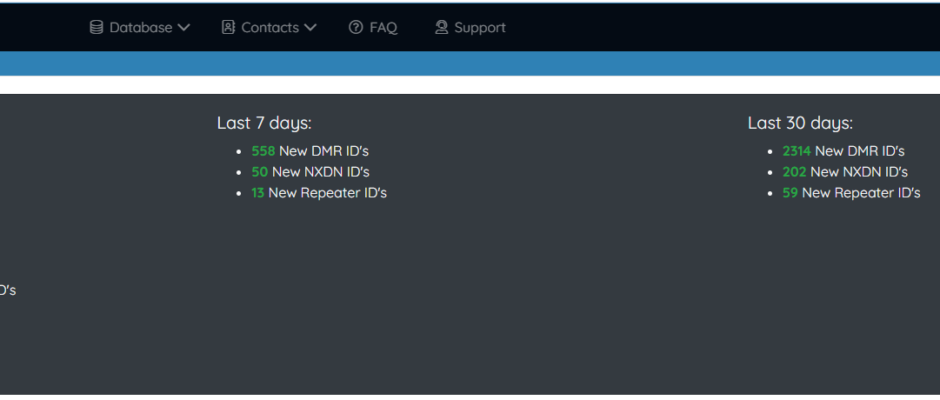 Database Contacts FAQ Support
Last 7 days:
558 New DMR ID's
50 New NXDN ID's
13 New Repeater ID's
Last 30 days:
2314 New DMR ID's
202 New NXDN ID's
59 New Repeater ID's
D's